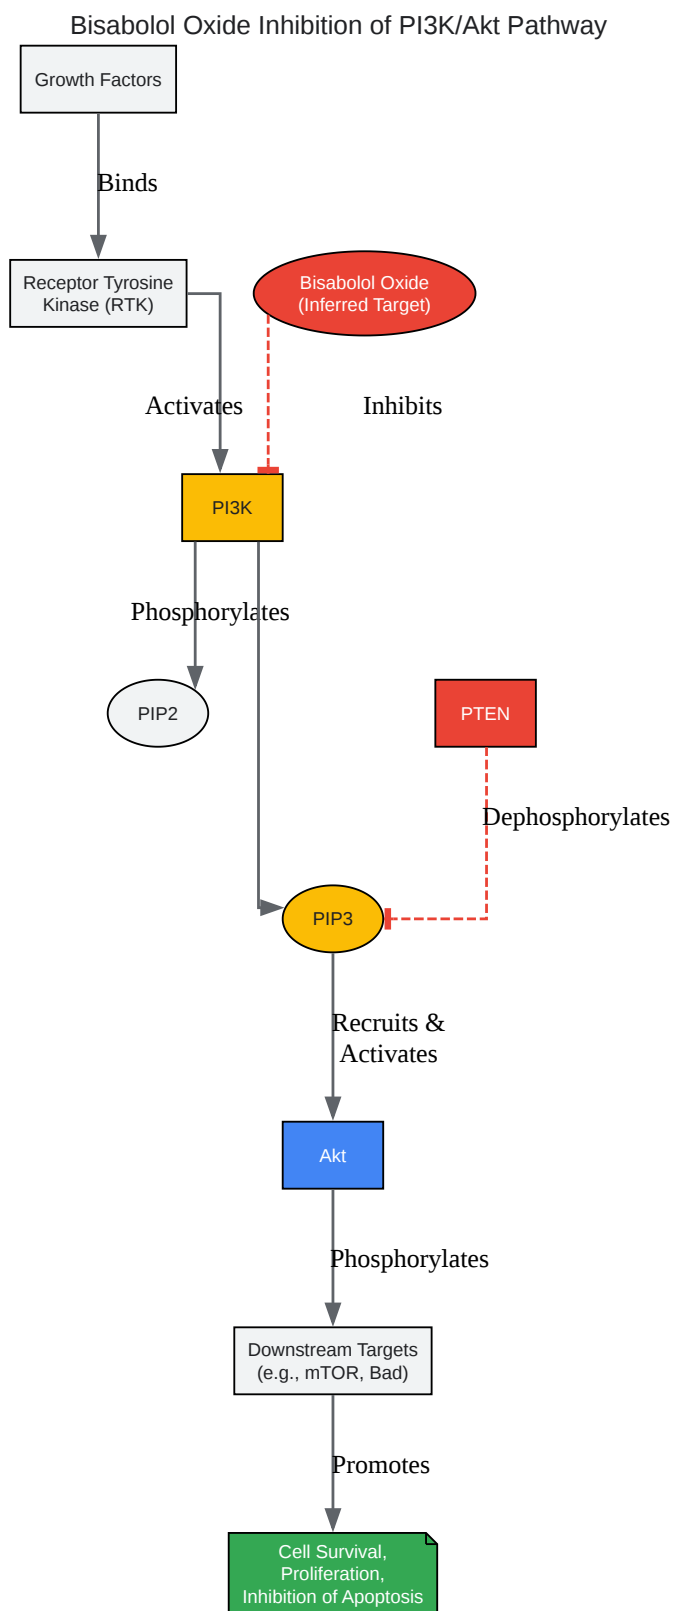 Bisabolol Oxide Inhibition of PI3K/Akt Pathway
Growth Factors
Binds
Receptor Tyrosine
Kinase (RTK)
Bisabolol Oxide
(Inferred Target)
Activates
Inhibits
PI3K
Phosphorylates
PIP2
PTEN
Dephosphorylates
PIP3
Recruits &
Activates
Akt
Phosphorylates
Downstream Targets
(e.g., mTOR, Bad)
Promotes
Cell Survival,
Proliferation,
Inhibition of Apoptosis